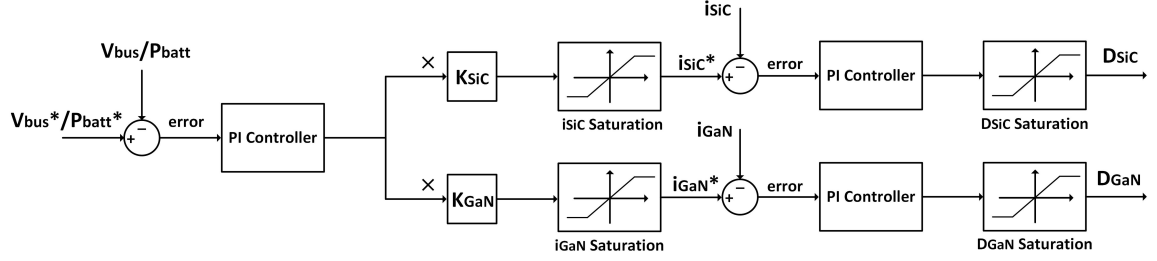 Vbus/Pbatt
Vbus*/Pbatt*
+
−
error
PI Controller
×
KSiC
iSiC Saturation
iSiC*
iSiC
+
−
error
PI Controller
DSiC Saturation
DSiC
×
KGaN
iGaN Saturation
iGaN*
iGaN
+
−
error
PI Controller
DGaN Saturation
DGaN